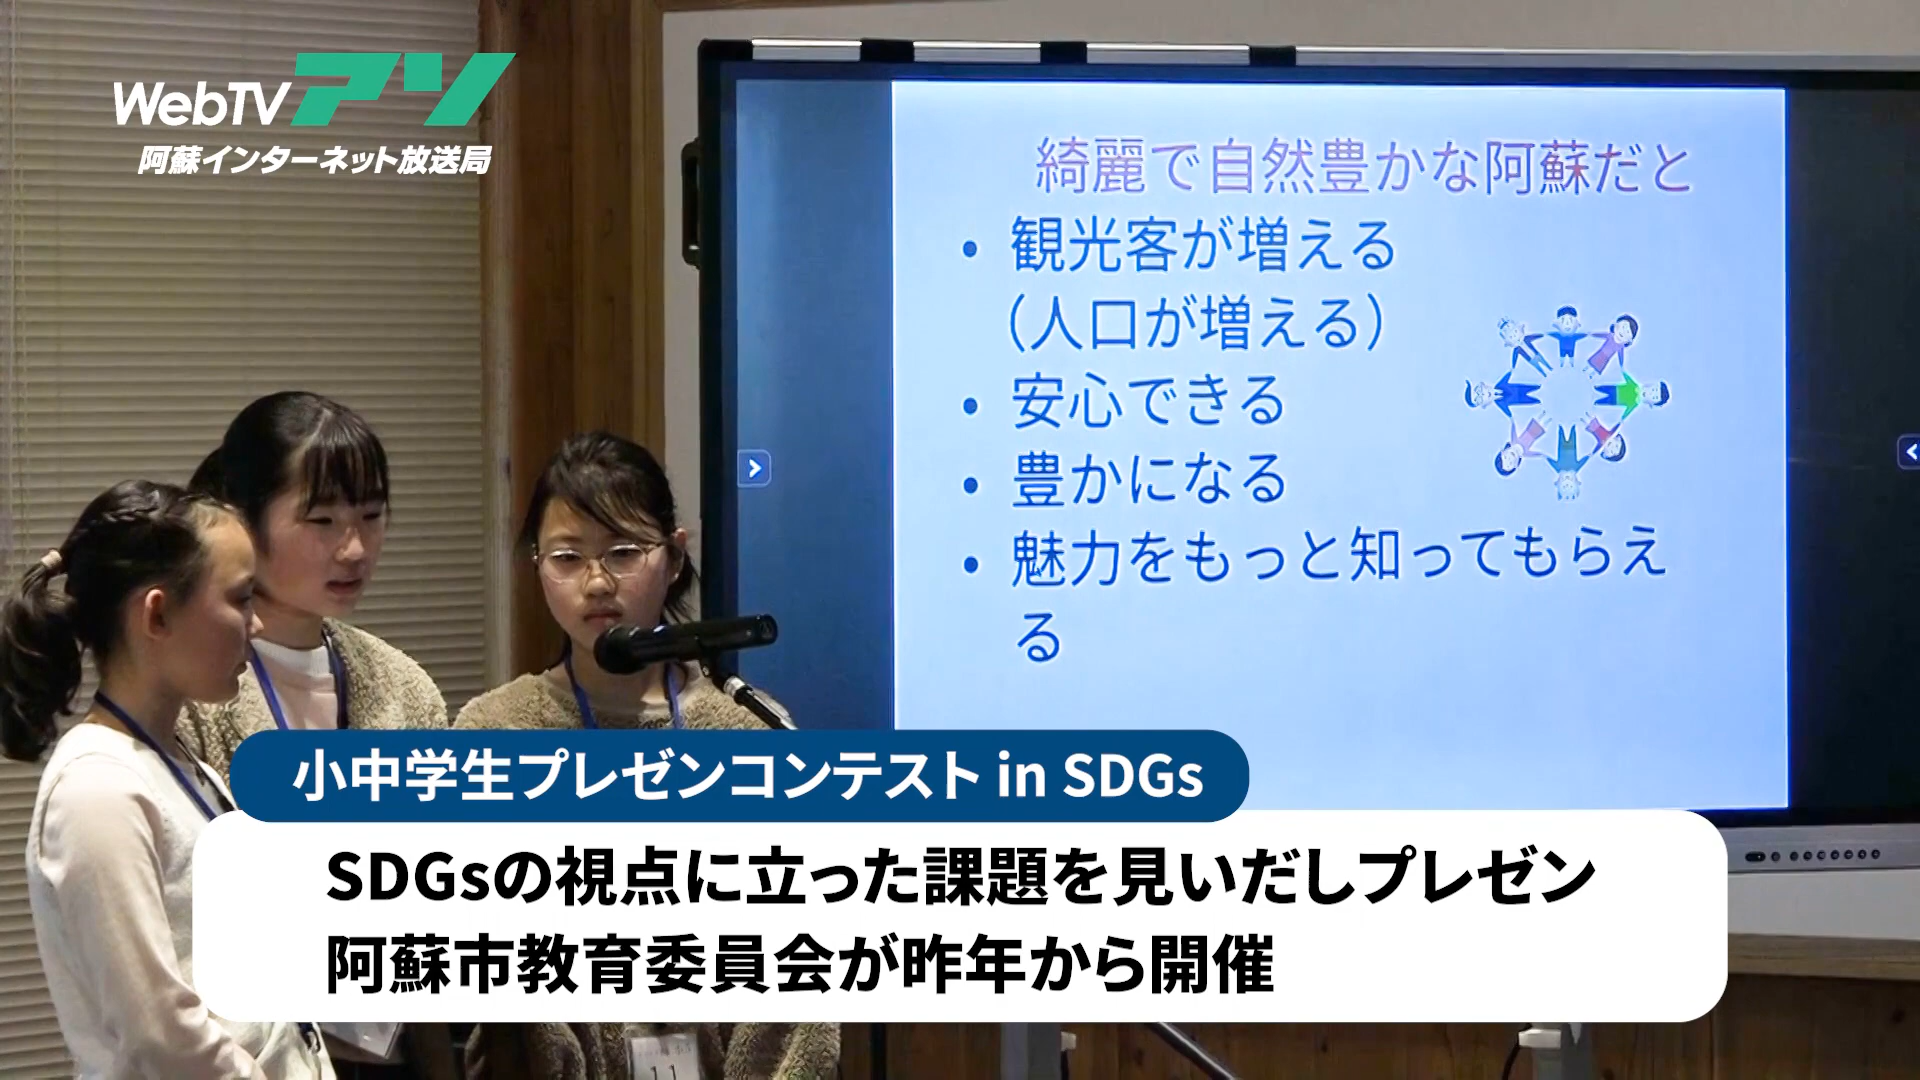 WebTVアソ
阿蘇インターネット放送局
綺麗で自然豊かな阿蘇だと
• 観光客が増える
（人口が増える）
• 安心できる
• 豊かになる
• 魅力をもっと知ってもらえ
る
小中学生プレゼンコンテスト in SDGs
SDGsの視点に立った課題を見いだしプレゼン
阿蘇市教育委員会が昨年から開催
11